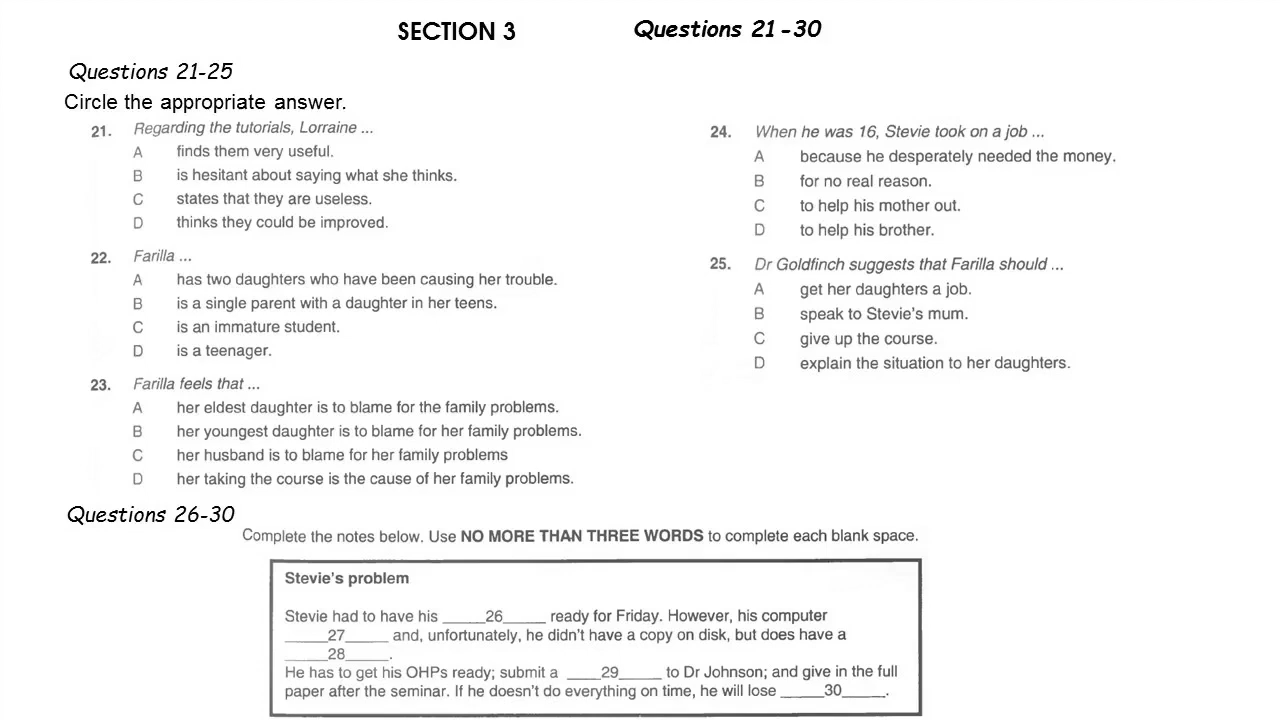 SECTION 3 Questions 21-30
Questions 21-25
Circle the appropriate answer.
21. Regarding the tutorials, Lorraine ...
A finds them very useful.
B is hesitant about saying what she thinks.
C states that they are useless.
D thinks they could be improved.
22. Farilla ...
A has two daughters who have been causing her trouble.
B is a single parent with a daughter in her teens.
C is an immature student.
D is a teenager.
23. Farilla feels that ...
A her eldest daughter is to blame for the family problems.
B her youngest daughter is to blame for her family problems.
C her husband is to blame for her family problems
D her taking the course is the cause of her family problems.
24. When he was 16, Stevie took on a job ...
A because he desperately needed the money.
B for no real reason.
C to help his mother out.
D to help his brother.
25. Dr Goldfinch suggests that Farilla should ...
A get her daughters a job.
B speak to Stevie's mum.
C give up the course.
D explain the situation to her daughters.
Questions 26-30
Complete the notes below. Use NO MORE THAN THREE WORDS to complete each blank space.
Stevie's problem
Stevie had to have his _____26_____ ready for Friday. However, his computer
_____27_____ and, unfortunately, he didn't have a copy on disk, but does have a
_____28_____.
He has to get his OHPs ready; submit a ____29_____ to Dr Johnson; and give in the full
paper after the seminar. If he doesn't do everything on time, he will lose _____30_____.